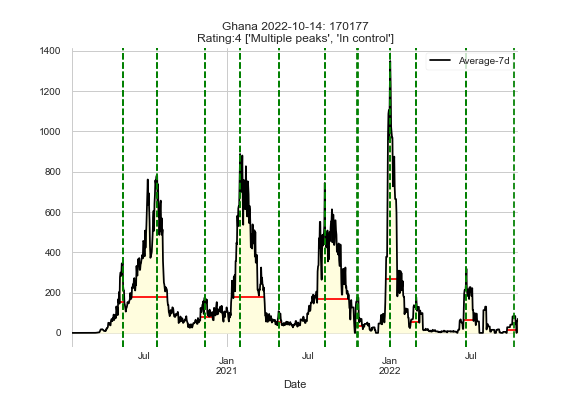 Ghana 2022-10-14: 170177
Rating:4 ['Multiple peaks', 'In control']
1400
1200
1000
800
600
400
200
0
Average-7d
Jul
Jan
2021
Jul
Jan
2022
Jul
Date